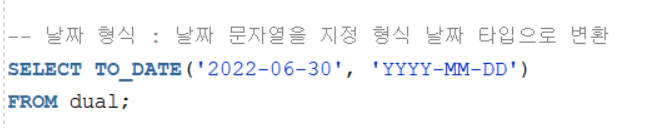 -- 날짜 형식 : 날짜 문자열을 지정 형식 날짜 타입으로 변환
SELECT TO_DATE('2022-06-30', 'YYYY-MM-DD')
FROM dual;